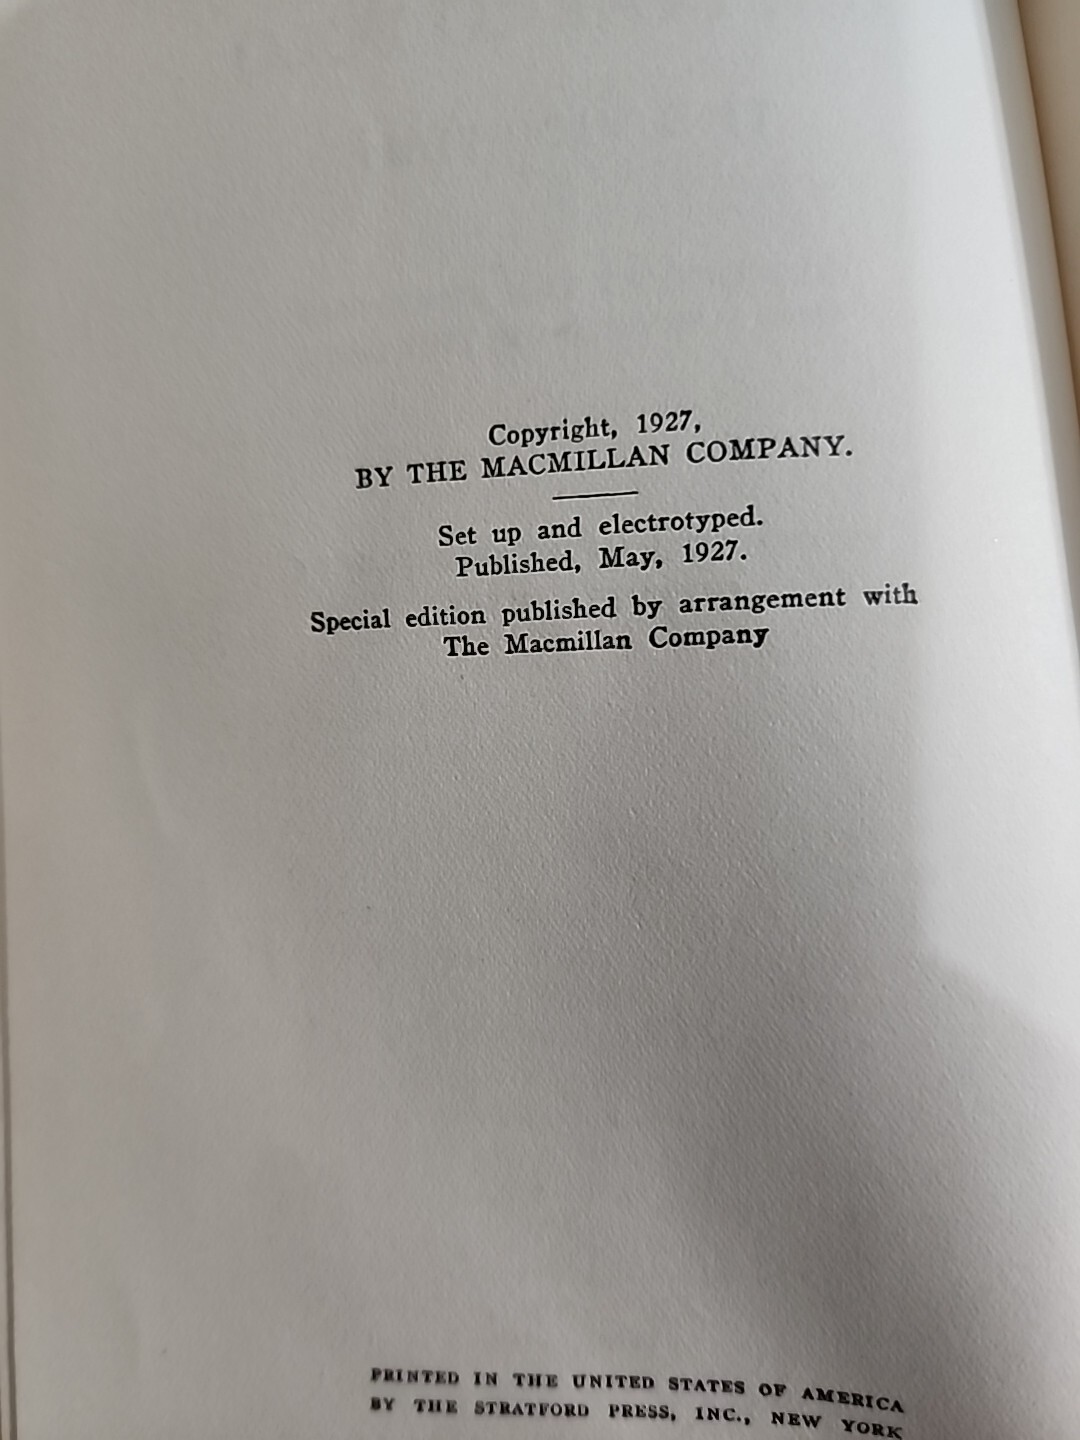 Copyright, 1927,
BY THE MACMILLAN COMPANY.
Set up and electrotyped.
Published, May, 1927.
Special edition published by arrangement with
The Macmillan Company
PRINTED IN THE UNITED STATES OF AMERICA
BY THE STRATFORD PRESS, INC., NEW YORK